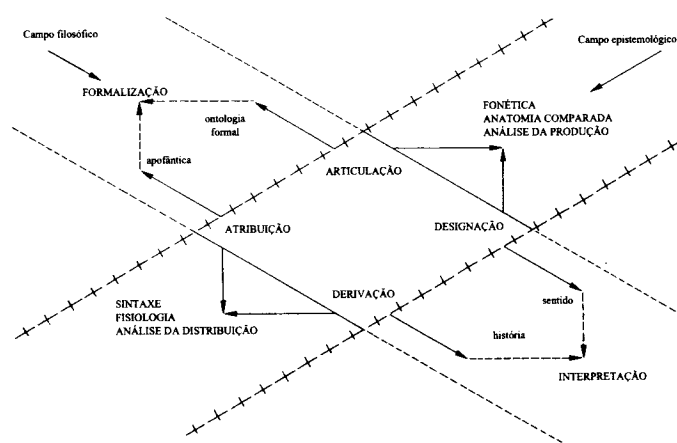 Campo filosófico
Campo epistemológico
FORMALIZAÇÃO
ontologia
formal
FONÉTICA
ANATOMIA COMPARADA
ANÁLISE DA PRODUÇÃO
apofântica
ARTICULAÇÃO
ATRIBUIÇÃO
DESIGNAÇÃO
DERIVAÇÃO
SINTAXE
FISIOLOGIA
ANÁLISE DA DISTRIBUIÇÃO
sentido
história
INTERPRETAÇÃO